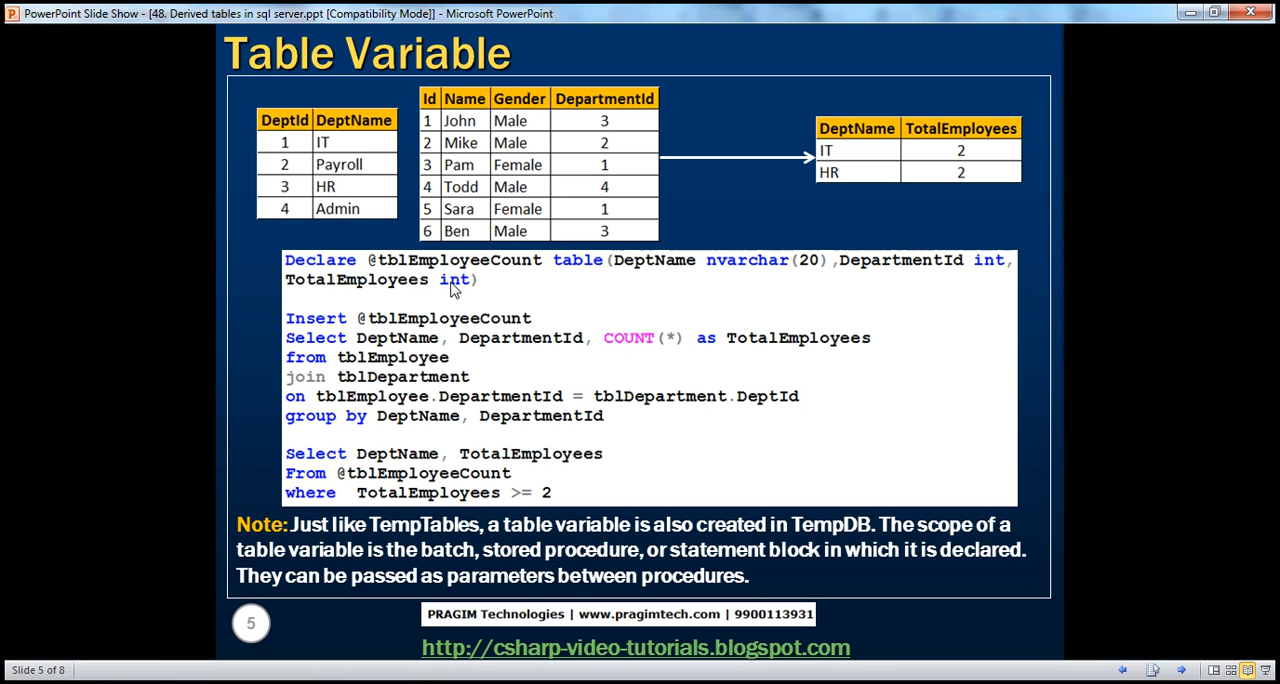 PowerPoint Slide Show - [48. Derived tables in sql server.ppt [Compatibility Mode]] - Microsoft PowerPoint
Table Variable
DeptId DeptName
1 IT
2 Payroll
3 HR
4 Admin
Id Name Gender DepartmentId
1 John Male 3
2 Mike Male 2
3 Pam Female 1
4 Todd Male 4
5 Sara Female 1
6 Ben Male 3
DeptName TotalEmployees
IT 2
HR 2
Declare @tblEmployeeCount table(DeptName nvarchar(20),DepartmentId int,
TotalEmployees int)
Insert @tblEmployeeCount
Select DeptName, DepartmentId, COUNT(*) as TotalEmployees
from tblEmployee
join tblDepartment
on tblEmployee.DepartmentId = tblDepartment.DeptId
group by DeptName, DepartmentId
Select DeptName, TotalEmployees
From @tblEmployeeCount
where TotalEmployees >= 2
Note: Just like TempTables, a table variable is also created in TempDB. The scope of a
table variable is the batch, stored procedure, or statement block in which it is declared.
They can be passed as parameters between procedures.
5
PRAGIM Technologies | www.pragimtech.com | 9900113931
http://csharp-video-tutorials.blogspot.com
Slide 5 of 8